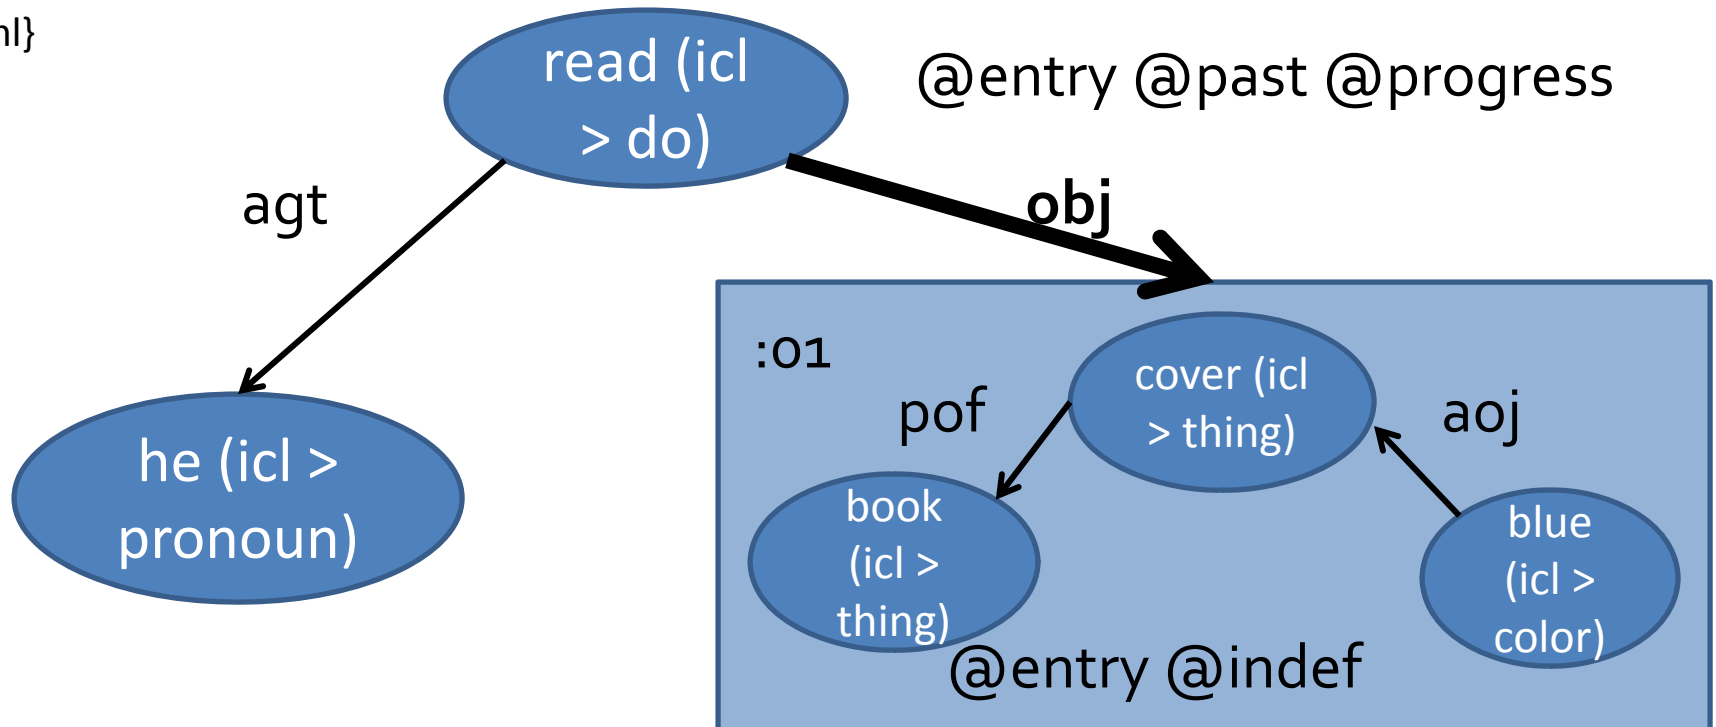 nl}
read (icl
> do)
@entry @past @progress
agt
obj
:01
cover (icl
> thing)
pof
aoj
he (icl >
pronoun)
book
(icl >
thing)
blue
(icl >
color)
@entry @indef